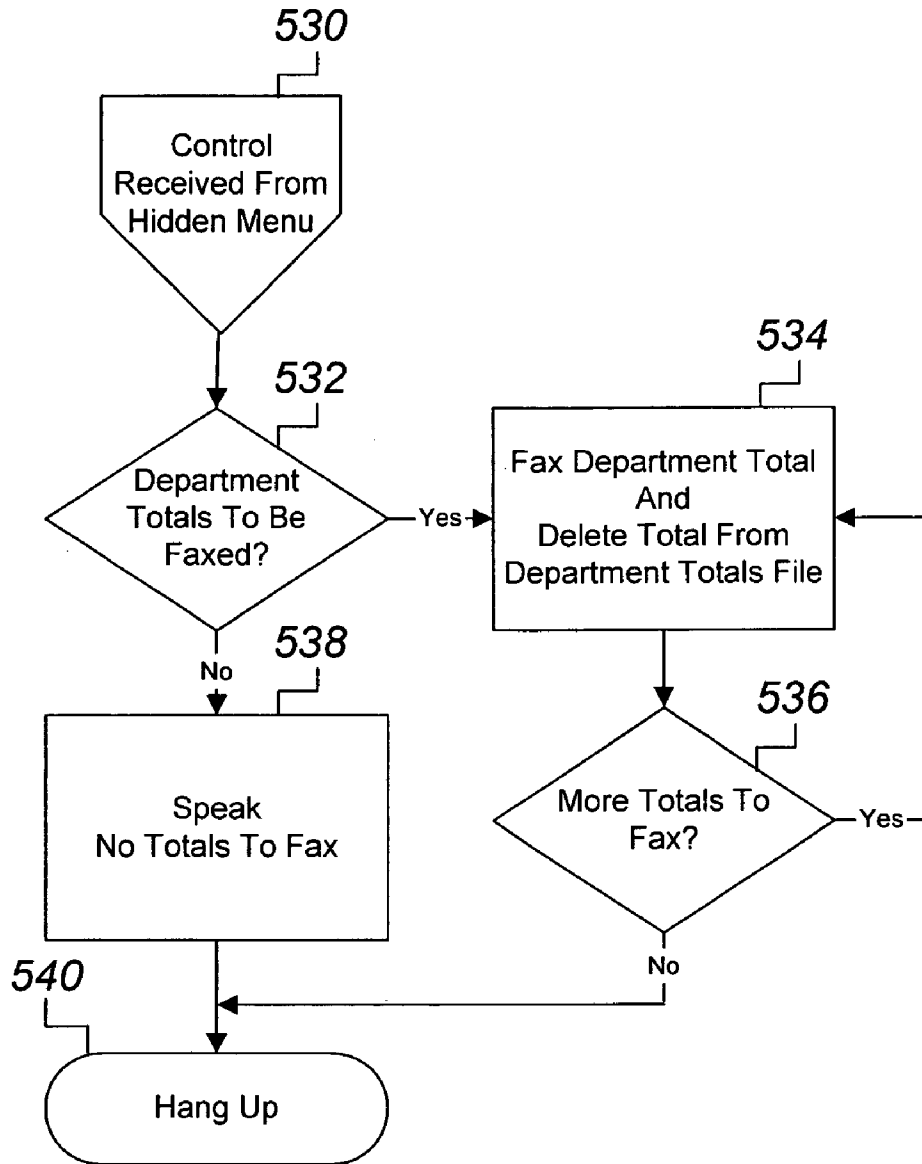 530
Control
Received From
Hidden Menu
532
Department
Totals To Be
Faxed?
Yes
534
Fax Department Total
And
Delete Total From
Department Totals File
No
538
Speak
No Totals To Fax
536
More Totals To
Fax?
Yes
No
540
Hang Up